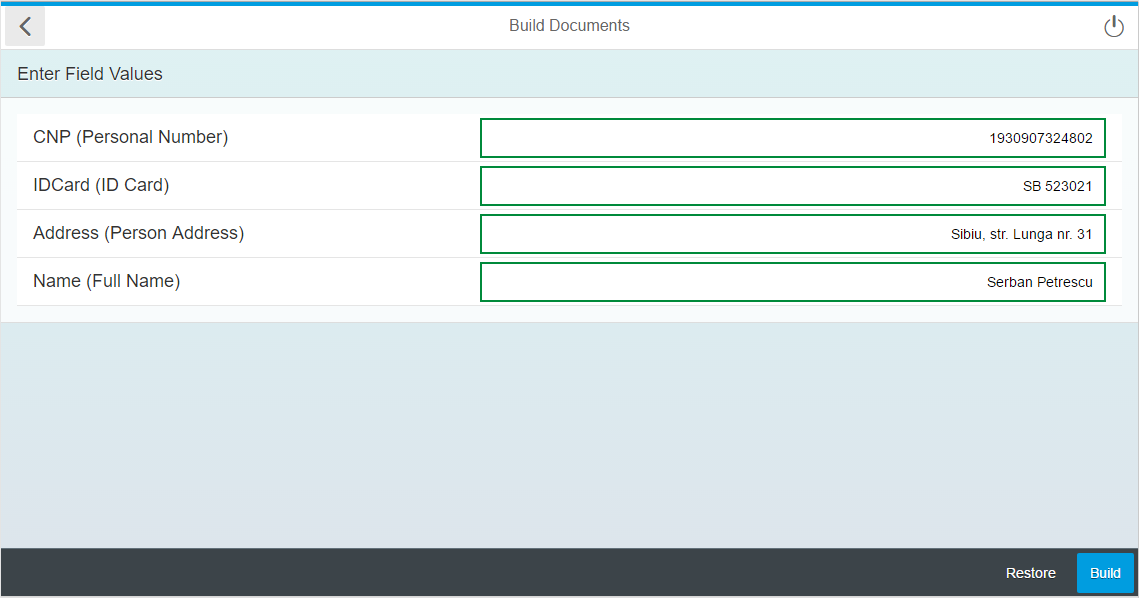 Build Documents
Enter Field Values
CNP (Personal Number) 1930907324802
IDCard (ID Card) SB 523021
Address (Person Address) Sibiu, str. Lunga nr. 31
Name (Full Name) Serban Petrescu
Restore Build